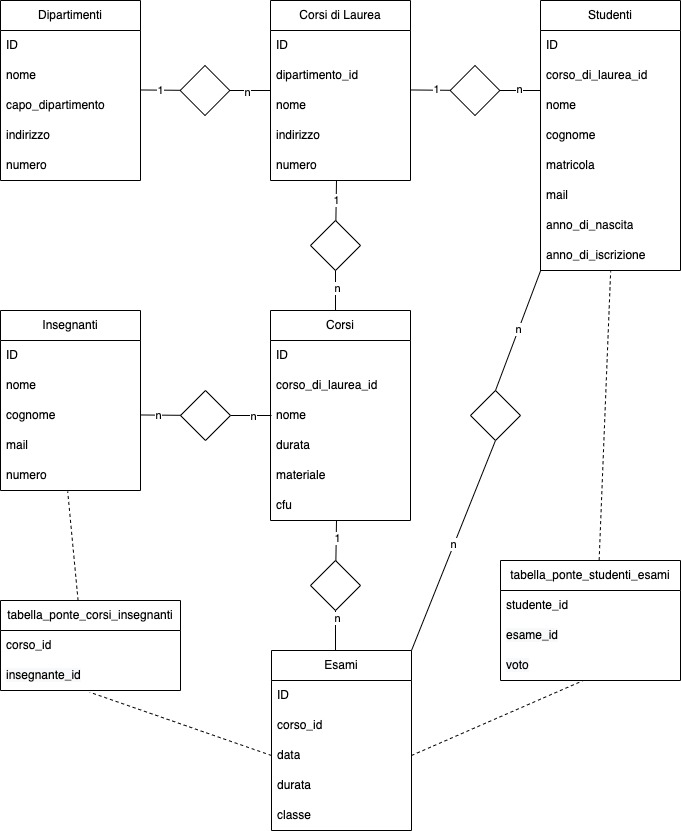 Dipartimenti
ID
nome
capo_dipartimento
indirizzo
numero
1
n
Corsi di Laurea
ID
dipartimento_id
nome
indirizzo
numero
1
n
Studenti
ID
corso_di_laurea_id
nome
cognome
matricola
mail
anno_di_nascita
anno_di_iscrizione
1
n
Insegnanti
ID
nome
cognome
mail
numero
n
n
Corsi
ID
corso_di_laurea_id
nome
durata
materiale
cfu
n
n
1
n
tabella_ponte_corsi_insegnanti
corso_id
insegnante_id
Esami
ID
corso_id
data
durata
classe
tabella_ponte_studenti_esami
studente_id
esame_id
voto